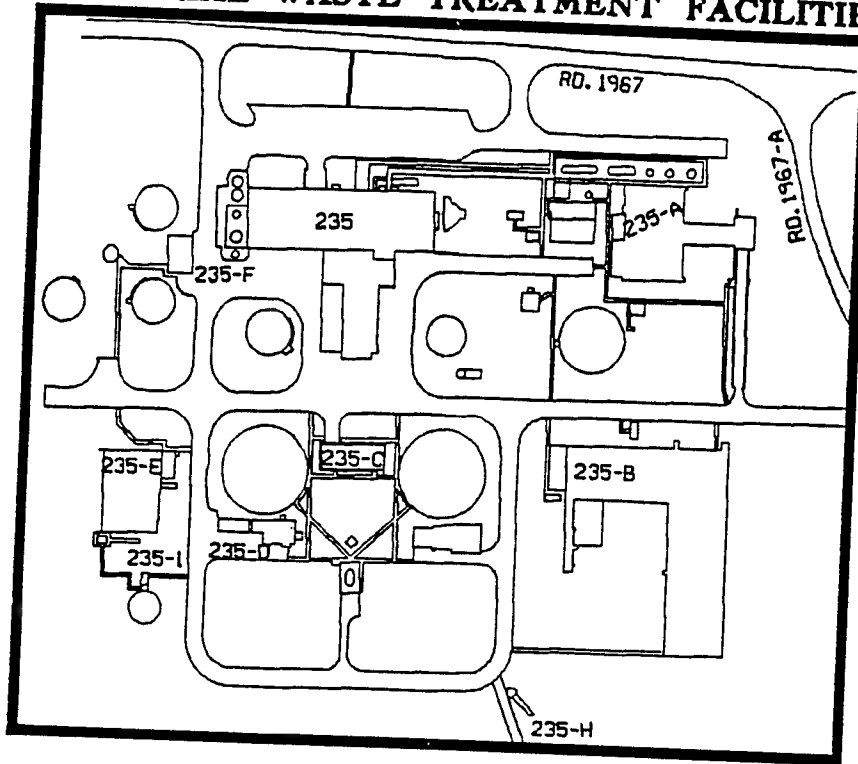 WASTE TREATMENT FACILITIE
RD. 1967
RD. 1967-A
235
235-A
235-F
235-C
235-E
235-B
235-I
235-D
235-H